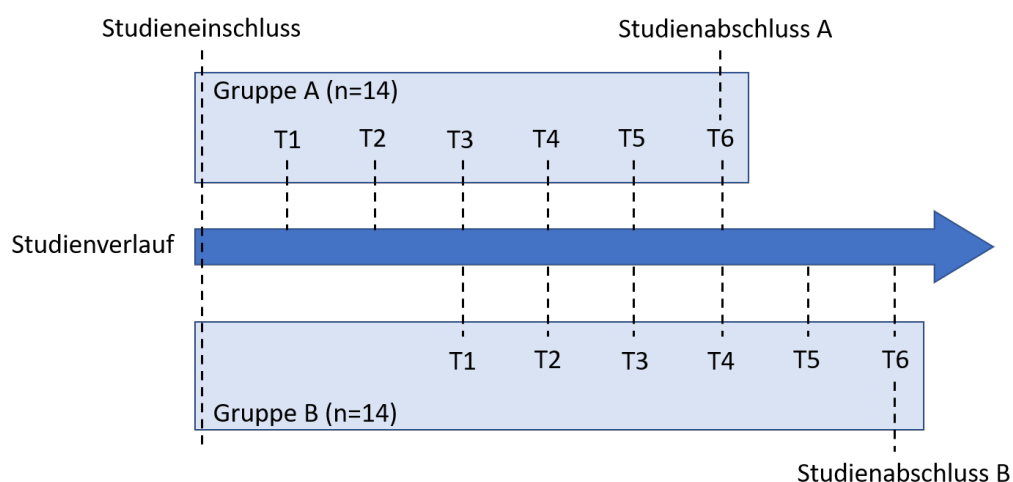 Studieneinschluss
Studienabschluss A
Gruppe A (n=14)
T1 T2 T3 T4 T5 T6
Studienverlauf
T1 T2 T3 T4 T5 T6
Gruppe B (n=14)
Studienabschluss B